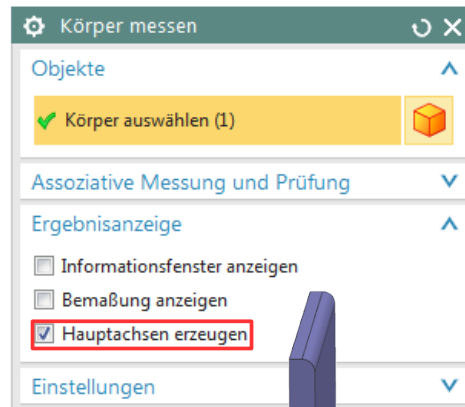 Körper messen
Objekte
Körper auswählen (1)
Assoziative Messung und Prüfung
Ergebnisanzeige
Informationsfenster anzeigen
Bemaßung anzeigen
Hauptachsen erzeugen
Einstellungen